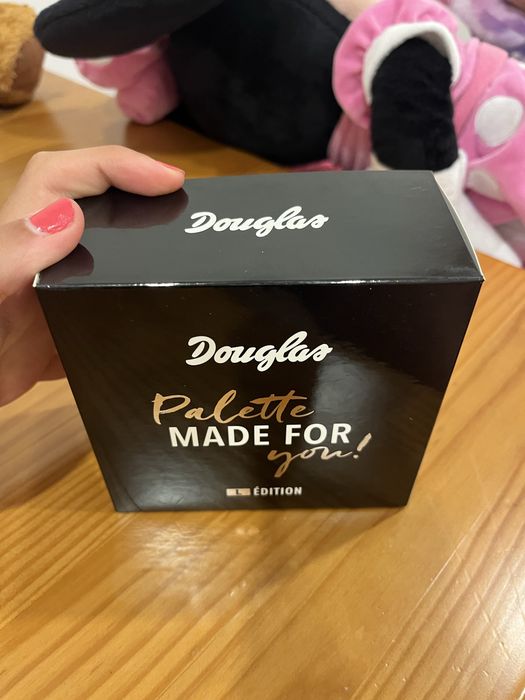 Douglas
Douglas
Palette
MADE FOR
you!
L ÉDITION